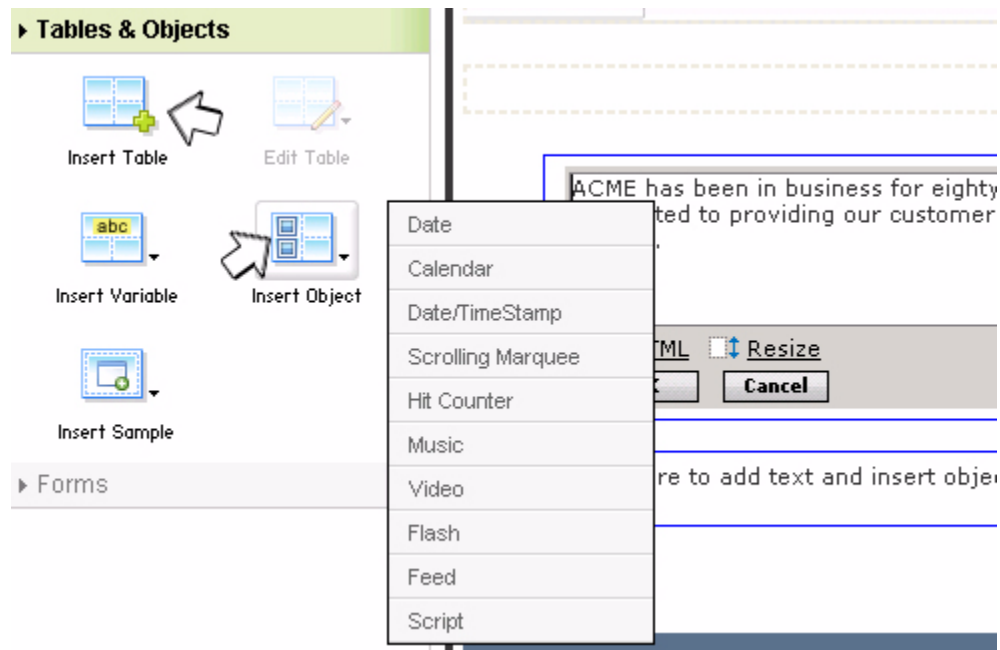 Tables & Objects
Insert Table
Edit Table
abc
Insert Variable
Insert Object
Insert Sample
Forms
Date
Calendar
Date/TimeStamp
Scrolling Marquee
Hit Counter
Music
Video
Flash
Feed
Script
ACME has been in business for eighty
ted to providing our customer
.
TML Resize
Cancel
re to add text and insert objec